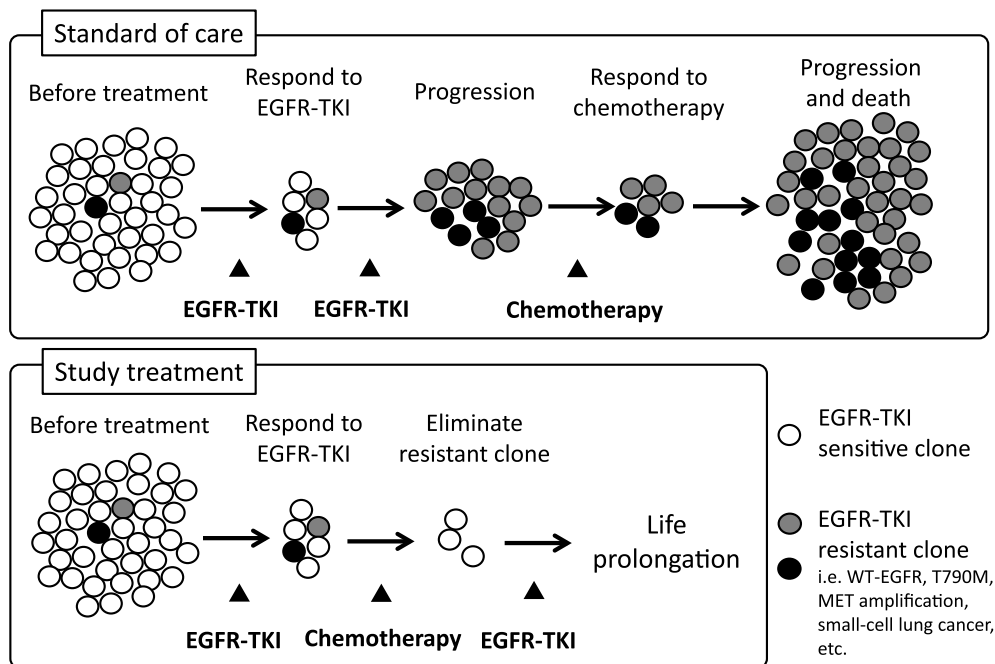 Standard of care
Before treatment
Respond to
EGFR-TKI
Progression
Respond to
chemotherapy
Progression
and death
EGFR-TKI
EGFR-TKI
Chemotherapy
Study treatment
Before treatment
Respond to
EGFR-TKI
Eliminate
resistant clone
Life
prolongation
EGFR-TKI
Chemotherapy
EGFR-TKI
EGFR-TKI
sensitive clone
EGFR-TKI
resistant clone
i.e. WT-EGFR, T790M,
MET amplification,
small-cell lung cancer,
etc.